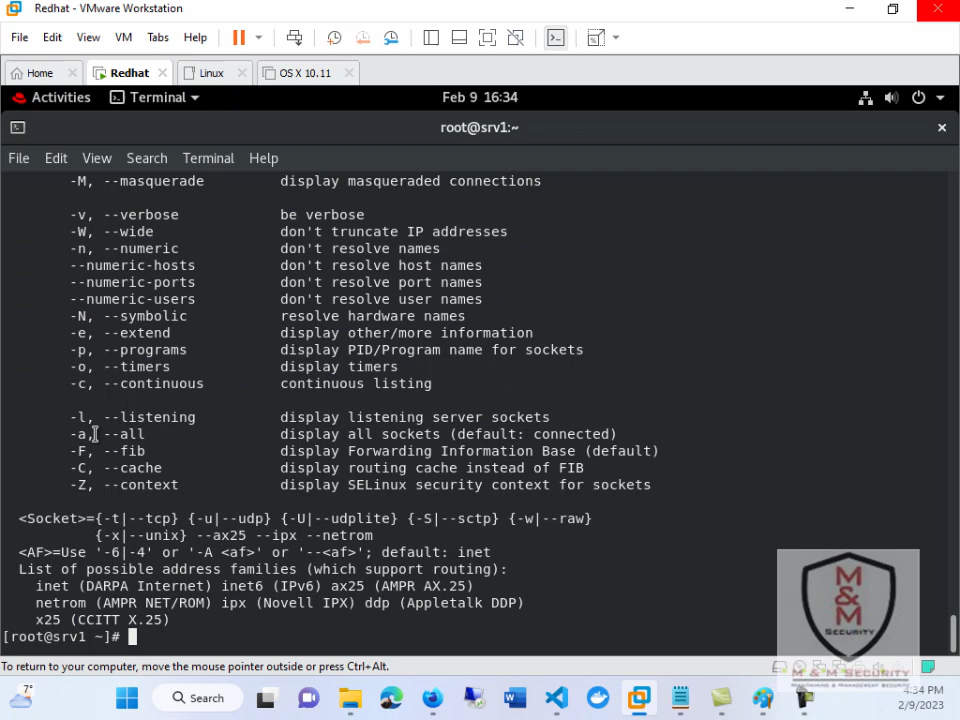 Redhat - VMware Workstation
File Edit View VM Tabs Help
Home Redhat Linux OS X 10.11
Activities Terminal Feb 9 16:34
root@srv1:~
File Edit View Search Terminal Help
-M, --masquerade display masqueraded connections
-v, --verbose be verbose
-W, --wide don't truncate IP addresses
-n, --numeric don't resolve names
--numeric-hosts don't resolve host names
--numeric-ports don't resolve port names
--numeric-users don't resolve user names
-N, --symbolic resolve hardware names
-e, --extend display other/more information
-p, --programs display PID/Program name for sockets
-o, --timers display timers
-c, --continuous continuous listing
-l, --listening display listening server sockets
-a, --all display all sockets (default: connected)
-F, --fib display Forwarding Information Base (default)
-C, --cache display routing cache instead of FIB
-Z, --context display SELinux security context for sockets
<Socket>={-t|--tcp} {-u|--udp} {-U|--udplite} {-S|--sctp} {-w|--raw}
{-x|--unix} --ax25 --ipx --netrom
<AF>=Use '-6|-4' or '-A <af>' or '--<af>'; default: inet
List of possible address families (which support routing):
inet (DARPA Internet) inet6 (IPv6) ax25 (AMPR AX.25)
netrom (AMPR NET/ROM) ipx (Novell IPX) ddp (Appletalk DDP)
x25 (CCITT X.25)
[root@srv1 ~]#
M
&
M
Security
M & M SECURITY
To return to your computer, move the mouse pointer outside or press Ctrl+Alt.
7°
Search
4:34 PM
2/9/2023